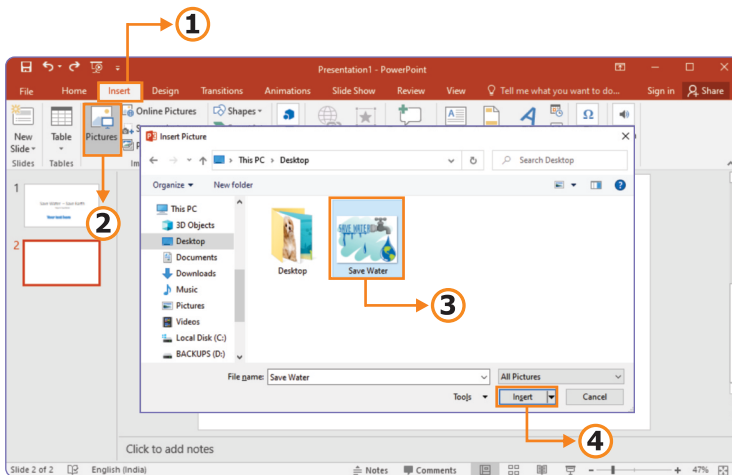 1
Presentation1 - PowerPoint
File Home Insert Design Transitions Animations Slide Show Review View Tell me what you want to do... Sign in Share
New Slide
Table
Pictures
Online Pictures
Shapes
Slides Tables
Insert Picture
This PC > Desktop
Search Desktop
Organize New folder
1
2
2
This PC
3D Objects
Desktop
Documents
Downloads
Music
Pictures
Videos
Local Disk (C:)
BACKUPS (D:)
Desktop
SAVE WATER
Save Water
3
File name: Save Water
All Pictures
Tools Insert Cancel
4
Click to add notes
Slide 2 of 2 English (India) Notes Comments 47%